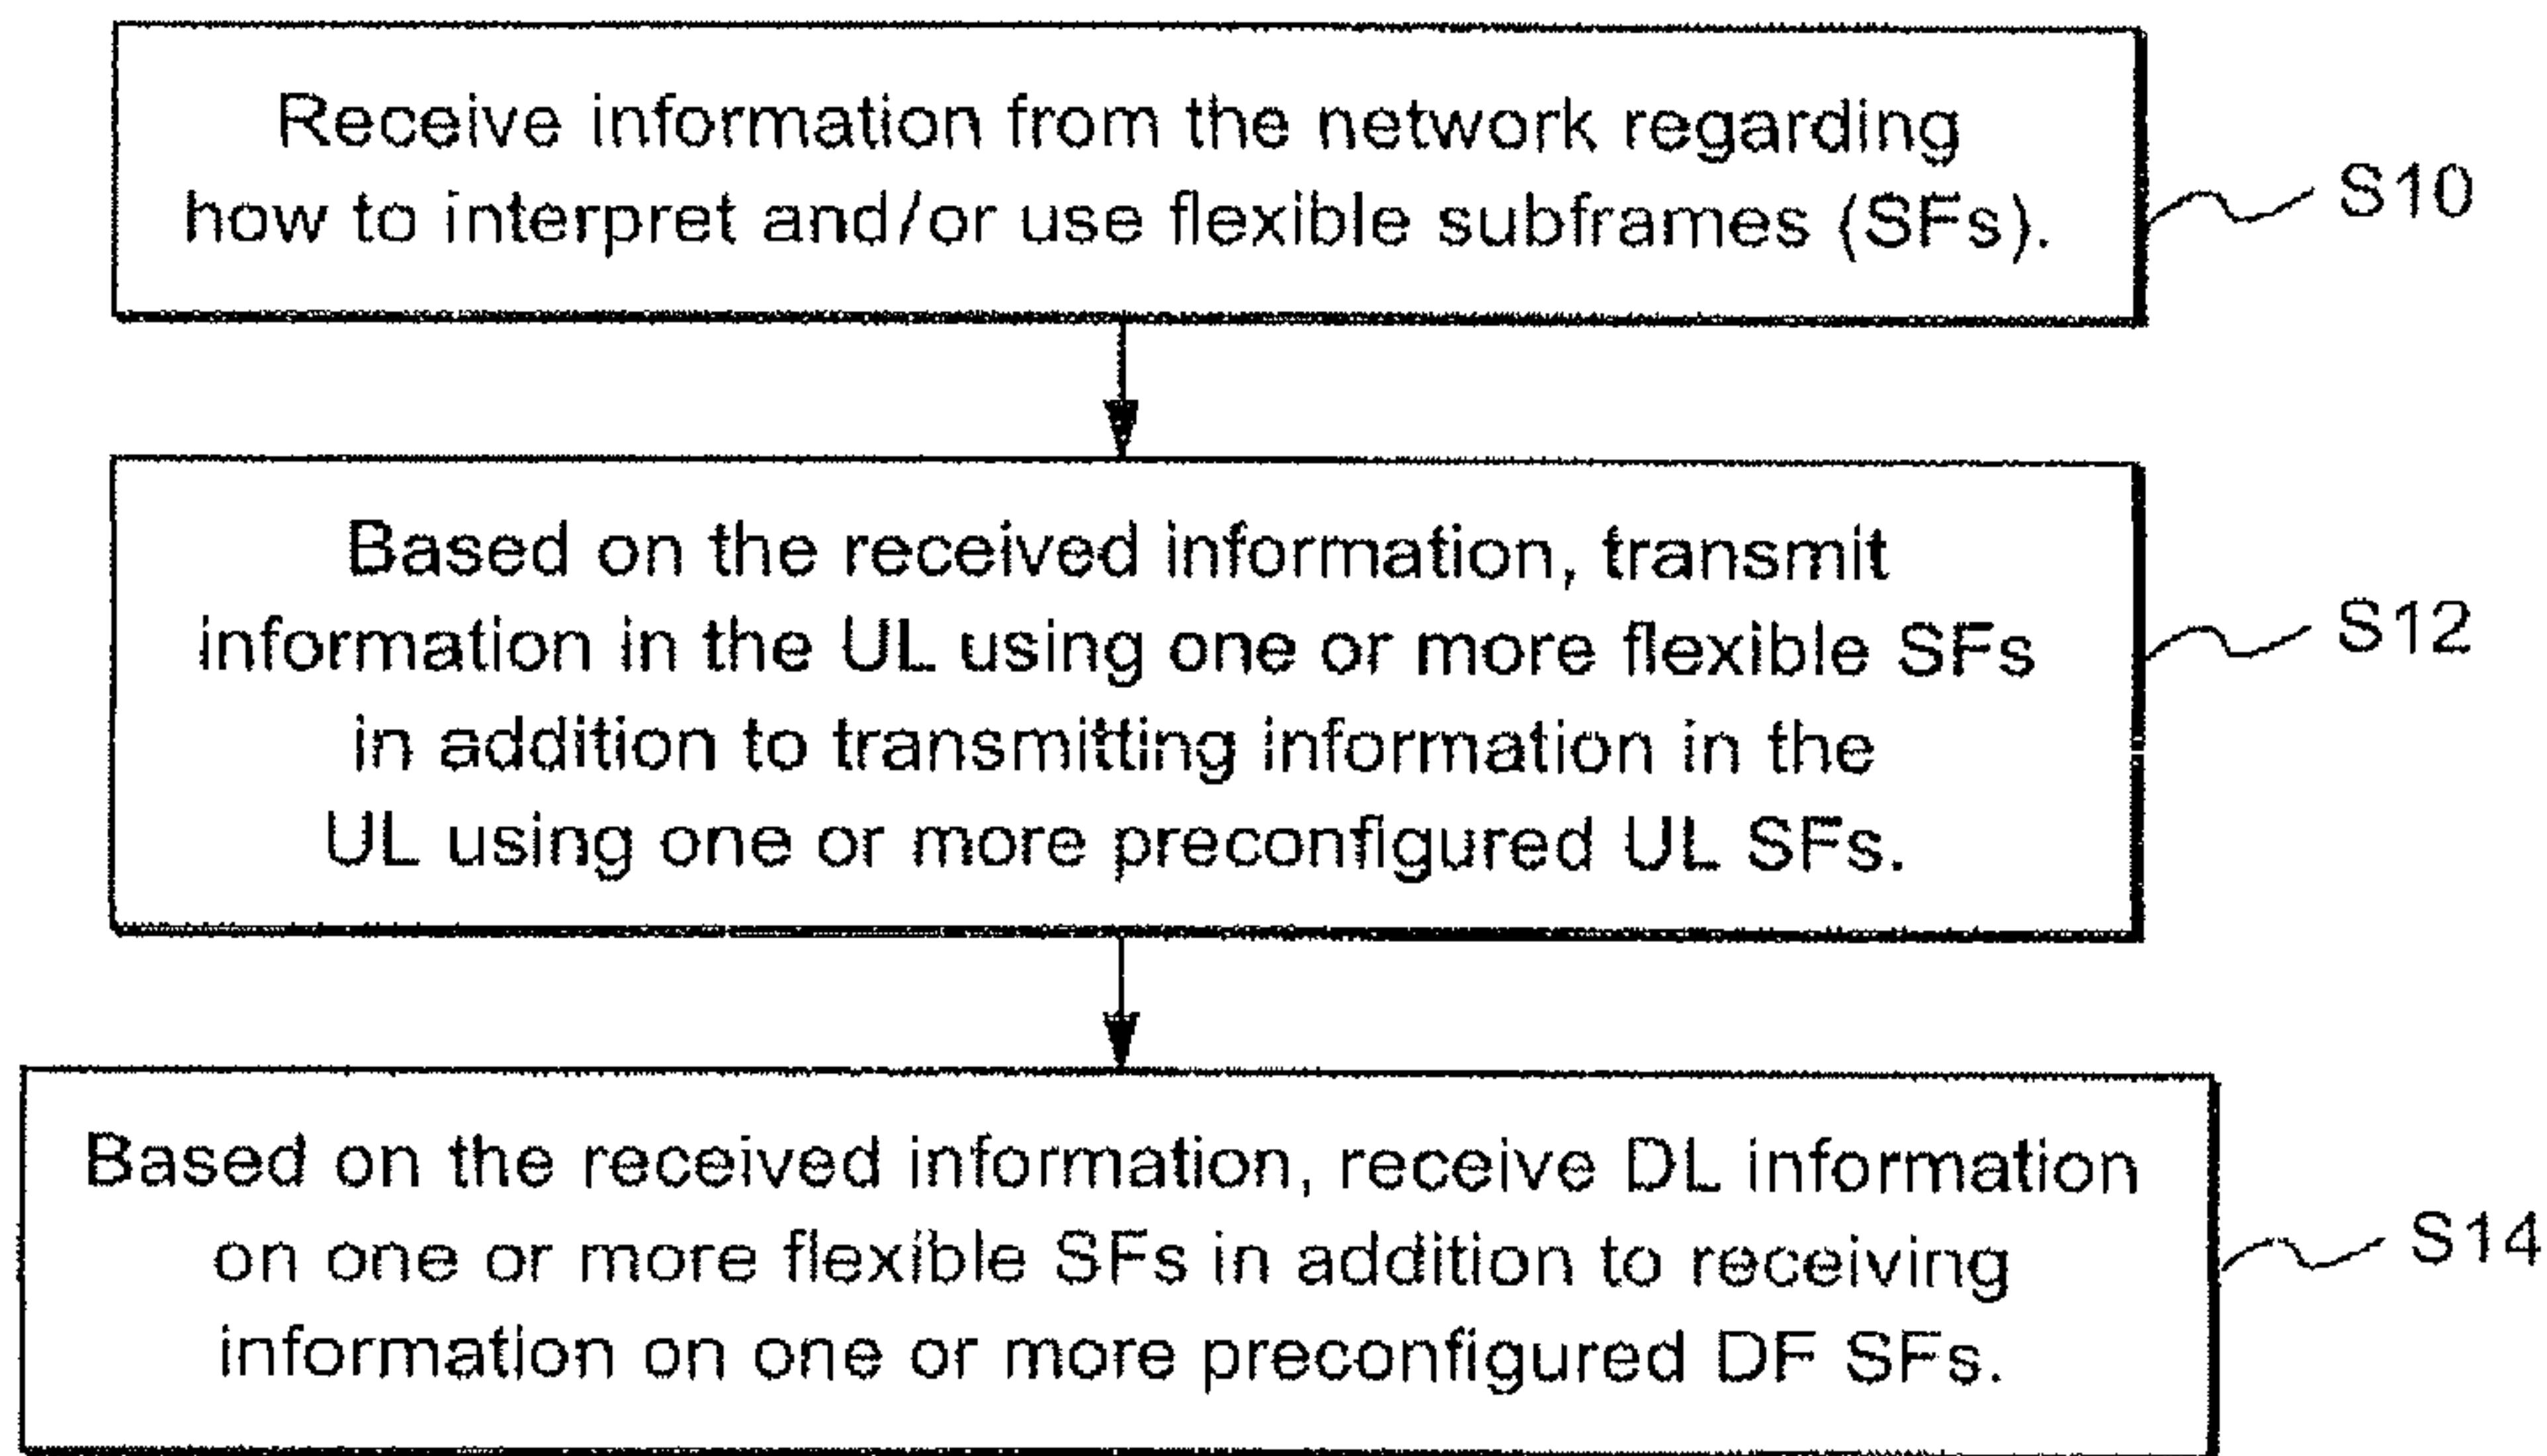 Receive information from the network regarding
how to interpret and/or use flexible subframes (SFs).
S10
Based on the received information, transmit
information in the UL using one or more flexible SFs
in addition to transmitting information in the
UL using one or more preconfigured UL SFs.
S12
Based on the received information, receive DL information
on one or more flexible SFs in addition to receiving
information on one or more preconfigured DF SFs.
S14